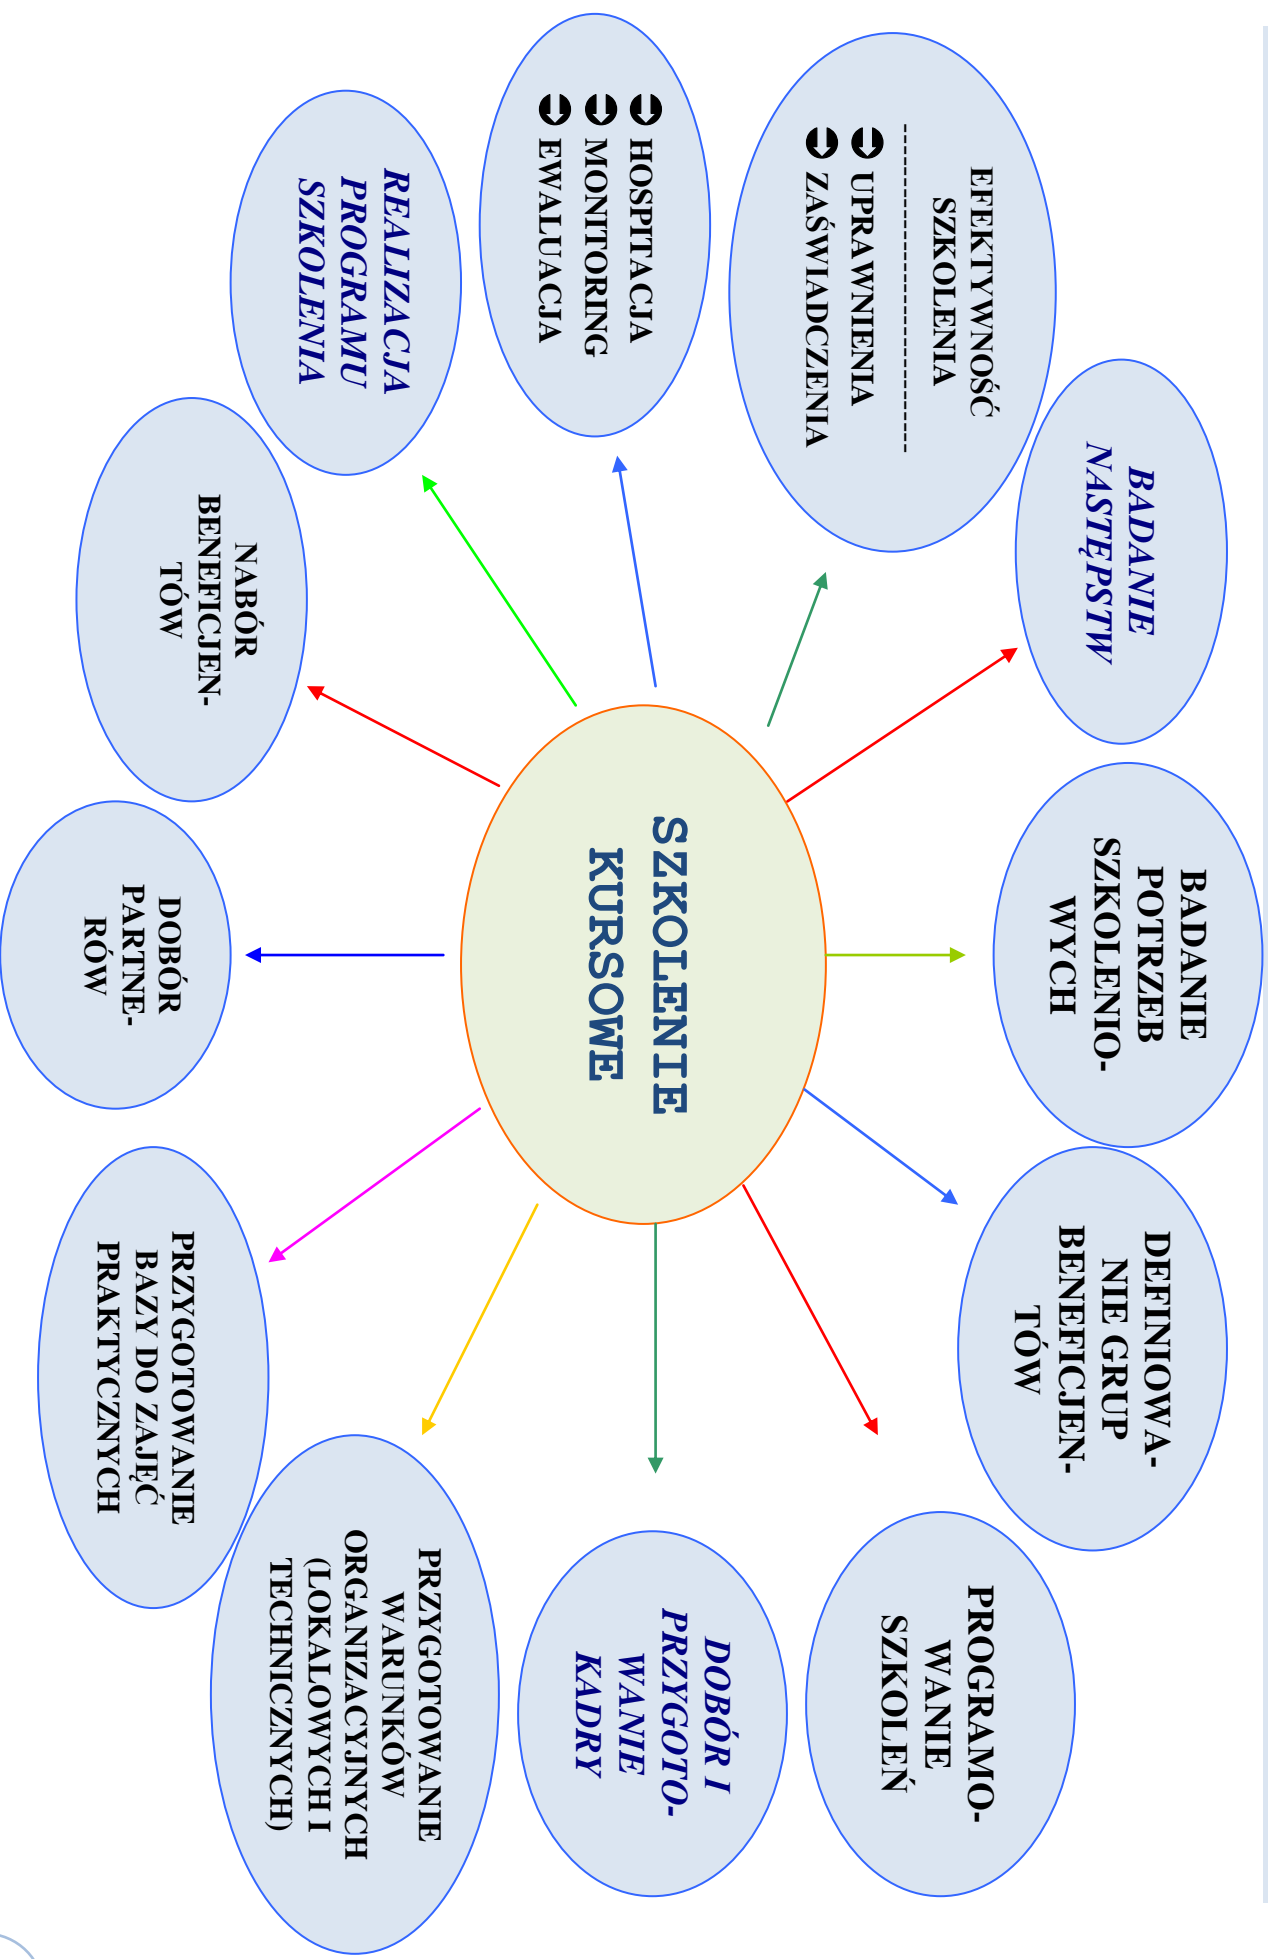 SZKOLENIE
KURSOWE
BADANIE
POTRZEB
SZKOLENIO-
WYCH
DEFINIOWA-
NIE GRUP
BENEFICJEN-
TÓW
PROGRAMO-
WANIE
SZKOLEŃ
DOBÓR I
PRZYGOTO-
WANIE
KADRY
PRZYGOTOWANIE
WARUNKÓW
ORGANIZACYJNYCH
(LOKALOWYCH I
TECHNICZNYCH)
PRZYGOTOWANIE
BAZY DO ZAJĘĆ
PRAKTYCZNYCH
DOBÓR
PARTNE-
RÓW
NABÓR
BENEFICJEN-
TÓW
REALIZACJA
PROGRAMU
SZKOLENIA
HOSPITACJA
MONITORING
EWALUACJA
EFEKTYWNOŚĆ
SZKOLENIA
UPRAWNIENIA
ZAŚWIADCZENIA
BADANIE
NASTĘPSTW